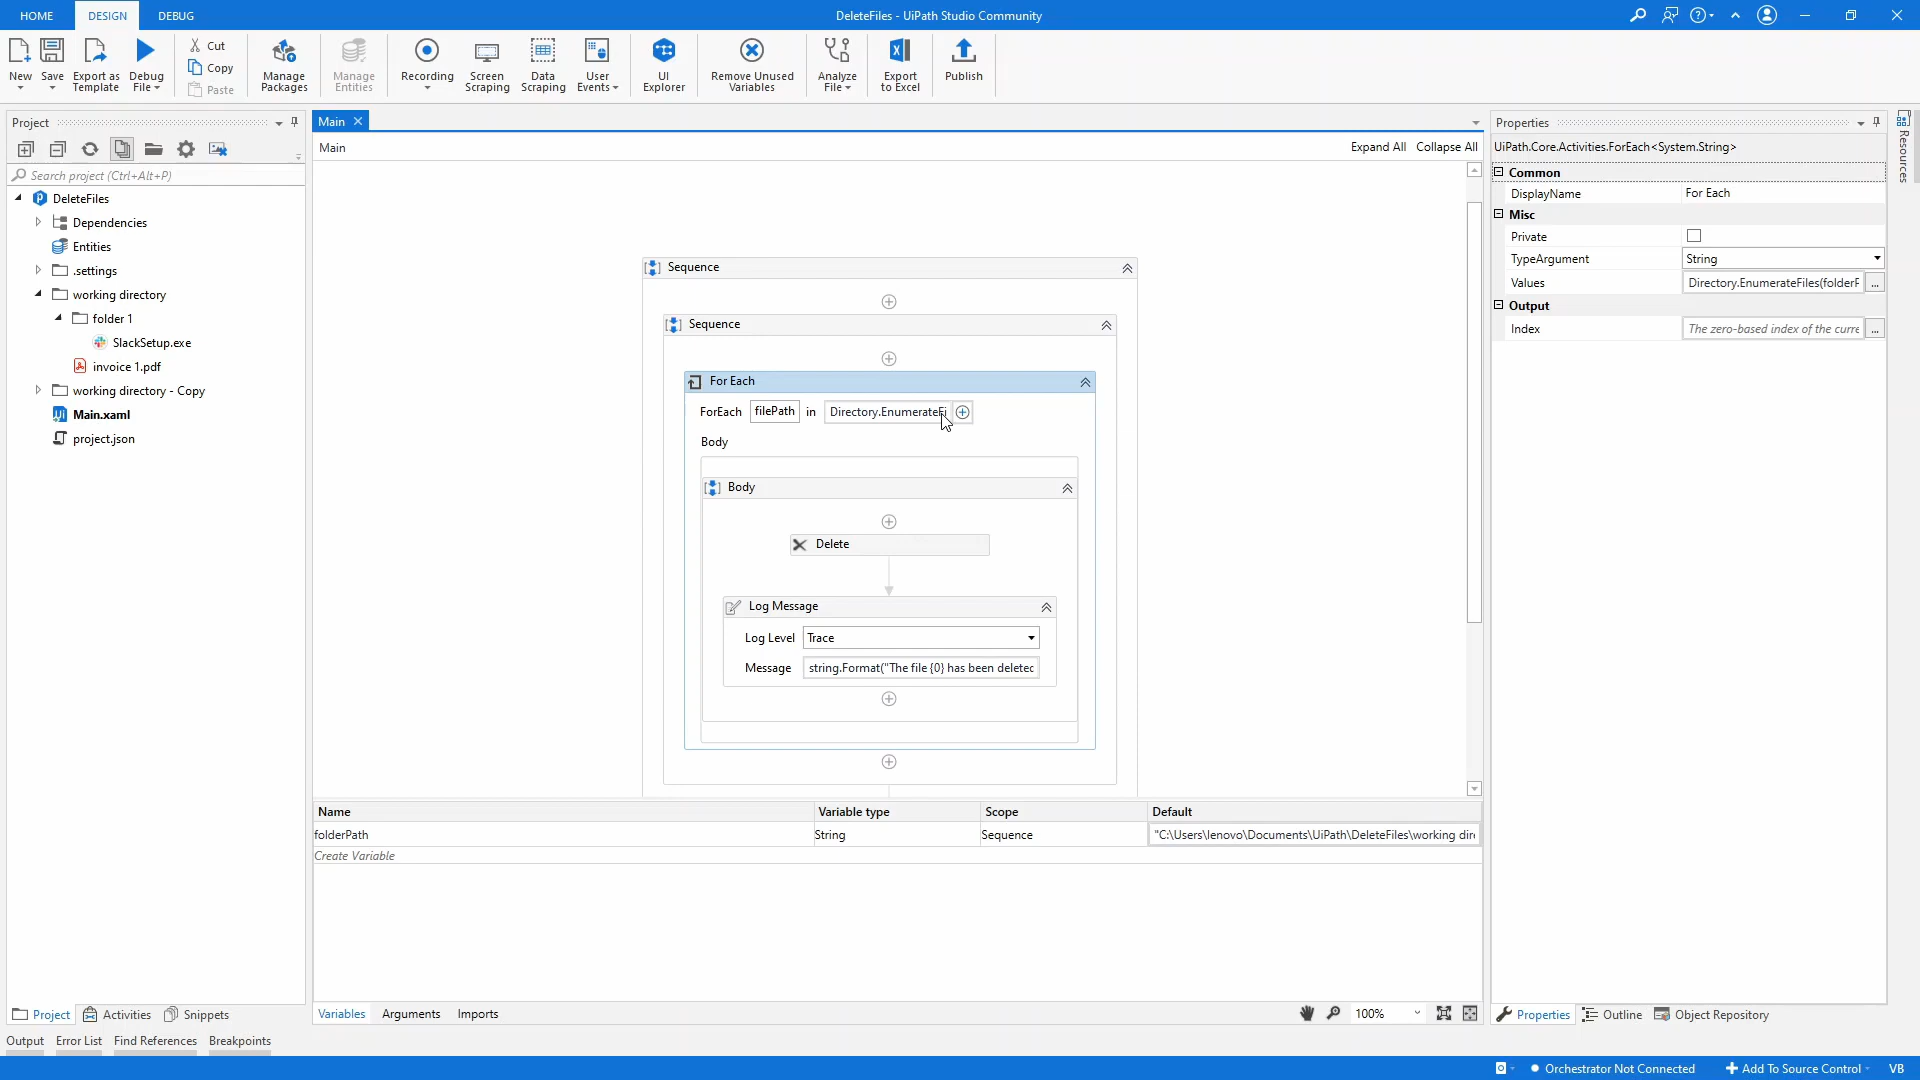 HOME
DESIGN
DEBUG
DeleteFiles - UiPath Studio Community
New
Save
Export as
Template
Debug
File
Cut
Copy
Paste
Manage
Packages
Manage
Entities
Recording
Screen
Scraping
Data
Scraping
User
Events
UI
Explorer
Remove Unused
Variables
Analyze
File
Export
to Excel
Publish
Project
Search project (Ctrl+Alt+P)
DeleteFiles
Dependencies
Entities
.settings
working directory
folder 1
SlackSetup.exe
invoice 1.pdf
working directory - Copy
Main.xaml
project.json
Main
Main
Expand All
Collapse All
Sequence
Sequence
For Each
ForEach filePath in Directory.EnumerateFi
Body
Body
Delete
Log Message
Log Level Trace
Message string.Format("The file {0} has been deleted
Name Variable type Scope Default
folderPath String Sequence "C:\Users\lenovo\Documents\UiPath\DeleteFiles\working dire
Create Variable
Variables
Arguments
Imports
100%
Properties
UiPath.Core.Activities.ForEach<System.String>
Common
DisplayName For Each
Misc
Private
TypeArgument String
Values Directory.EnumerateFiles(folderP ...
Output
Index The zero-based index of the curre ...
Resources
Project
Activities
Snippets
Properties
Outline
Object Repository
Output
Error List
Find References
Breakpoints
Orchestrator Not Connected
Add To Source Control
VB